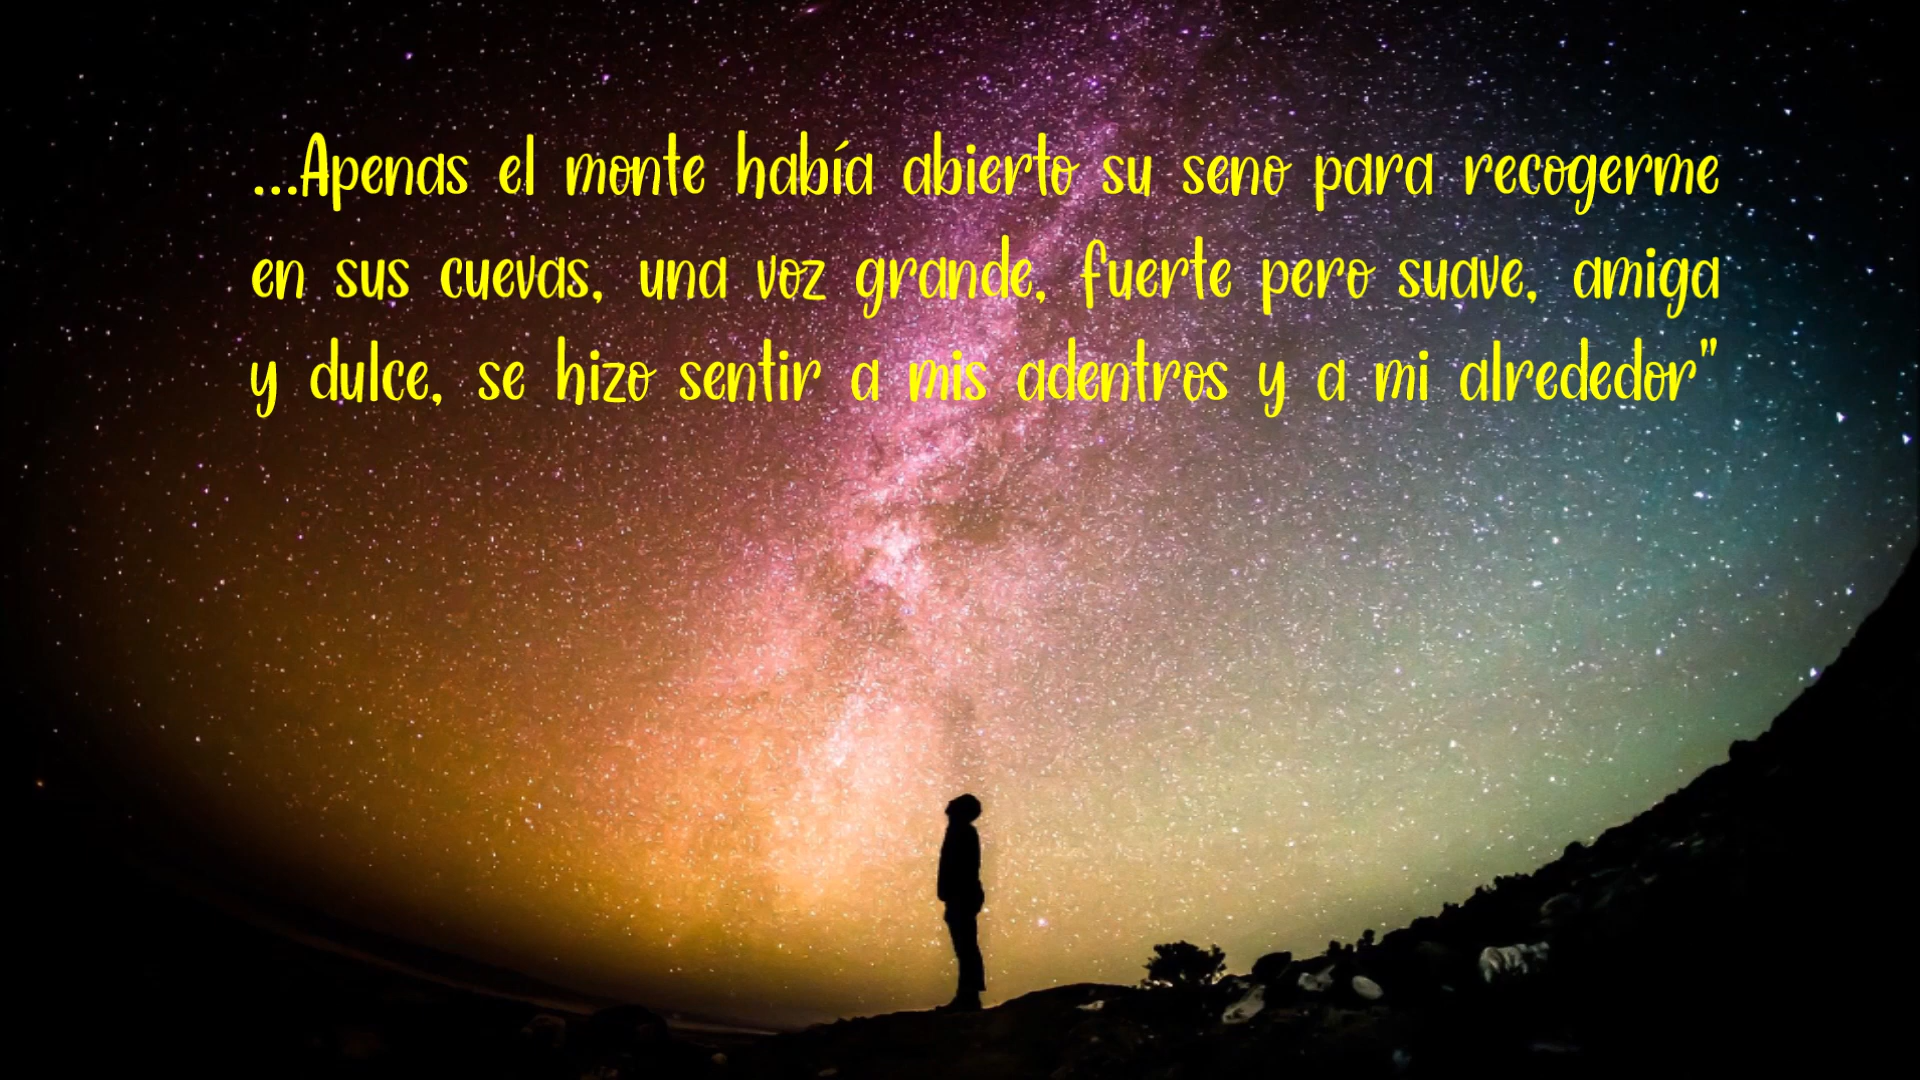 ...Apenas el monte había abierto su seno para recogerme
en sus cuevas, una voz grande, fuerte pero suave, amiga
y dulce, se hizo sentir a mis adentros y a mi alrededor"